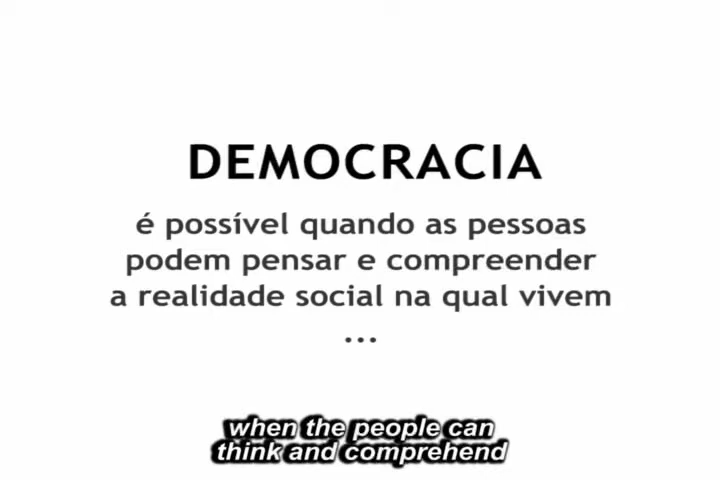 DEMOCRACIA
é possível quando as pessoas
podem pensar e compreender
a realidade social na qual vivem
...
when the people can
think and comprehend